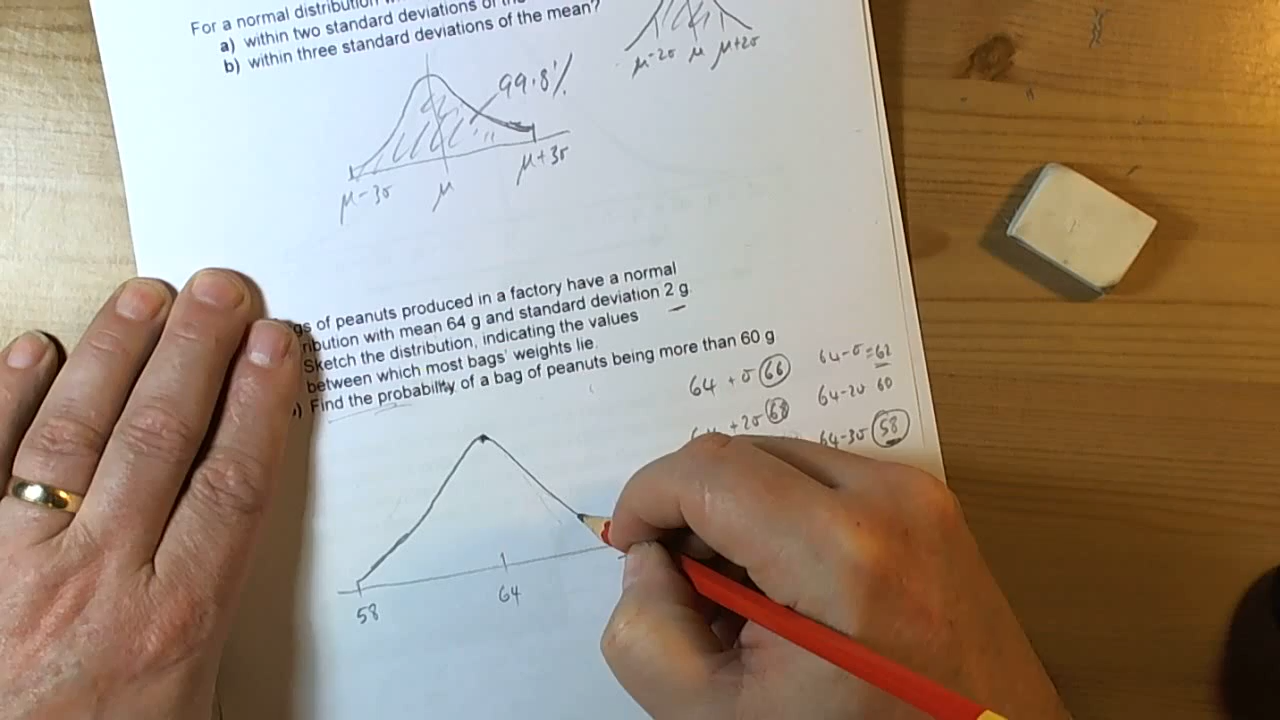 For a normal distribution
a) within two standard deviations of the
b) within three standard deviations of the mean?
μ-2σ μ μ+2σ
99.8%
μ-3σ μ μ+3σ
gs of peanuts produced in a factory have a normal
ribution with mean 64 g and standard deviation 2 g
Sketch the distribution, indicating the values
between which most bags' weights lie.
) Find the probability of a bag of peanuts being more than 60 g
64 + σ 66 64-σ=62
+2σ 68 64-2σ 60
64-3σ 58
58 64